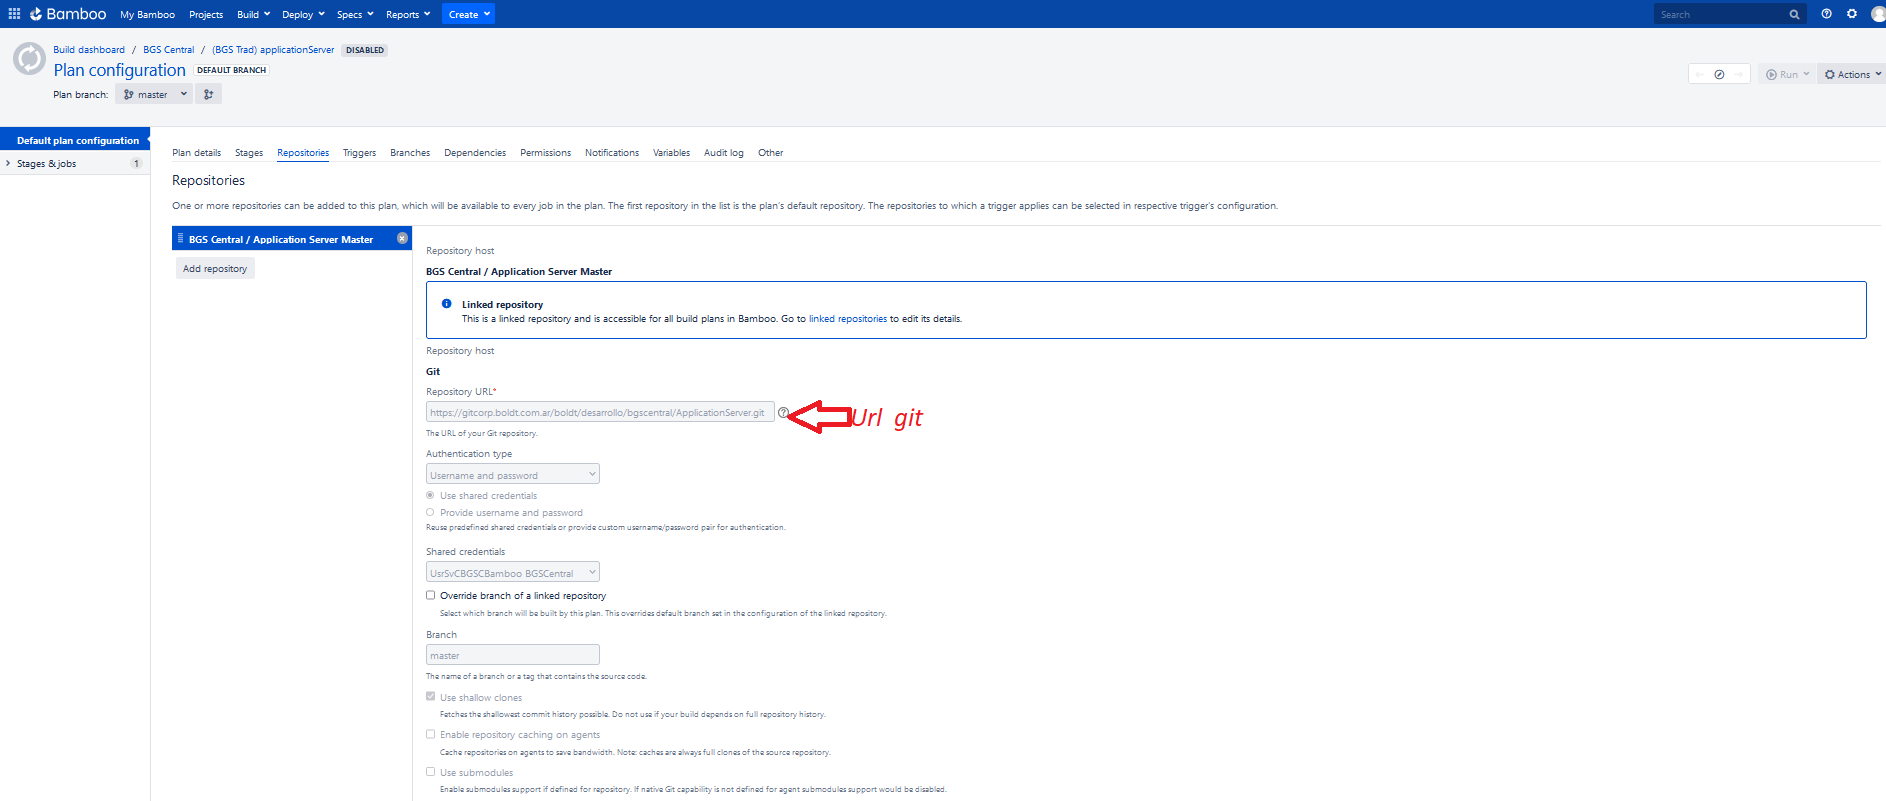 Bamboo My Bamboo Projects Build Deploy Specs Reports Create Search
Build dashboard / BGS Central / (BGS Trad) applicationServer DISABLED
Plan configuration DEFAULT BRANCH
Run Actions
Plan branch: master
Default plan configuration
Stages & jobs 1
Plan details Stages Repositories Triggers Branches Dependencies Permissions Notifications Variables Audit log Other
Repositories
One or more repositories can be added to this plan, which will be available to every job in the plan. The first repository in the list is the plan's default repository. The repositories to which a trigger applies can be selected in respective trigger's configuration.
BGS Central / Application Server Master
Add repository
Repository host
BGS Central / Application Server Master
Linked repository
This is a linked repository and is accessible for all build plans in Bamboo. Go to linked repositories to edit its details.
Repository host
Git
Repository URL*
https://gitcorp.boldt.com.ar/boldt/desarrollo/bgscentral/ApplicationServer.git
Url git
The URL of your Git repository.
Authentication type
Username and password
Use shared credentials
Provide username and password
Reuse predefined shared credentials or provide custom username/password pair for authentication.
Shared credentials
UsrSvCBGSCBamboo BGSCentral
Override branch of a linked repository
Select which branch will be built by this plan. This overrides default branch set in the configuration of the linked repository.
Branch
master
The name of a branch or a tag that contains the source code.
Use shallow clones
Fetches the shallowest commit history possible. Do not use if your build depends on full repository history.
Enable repository caching on agents
Cache repositories on agents to save bandwidth. Note: caches are always full clones of the source repository.
Use submodules
Enable submodules support if defined for repository. If native Git capability is not defined for agent submodules support would be disabled.